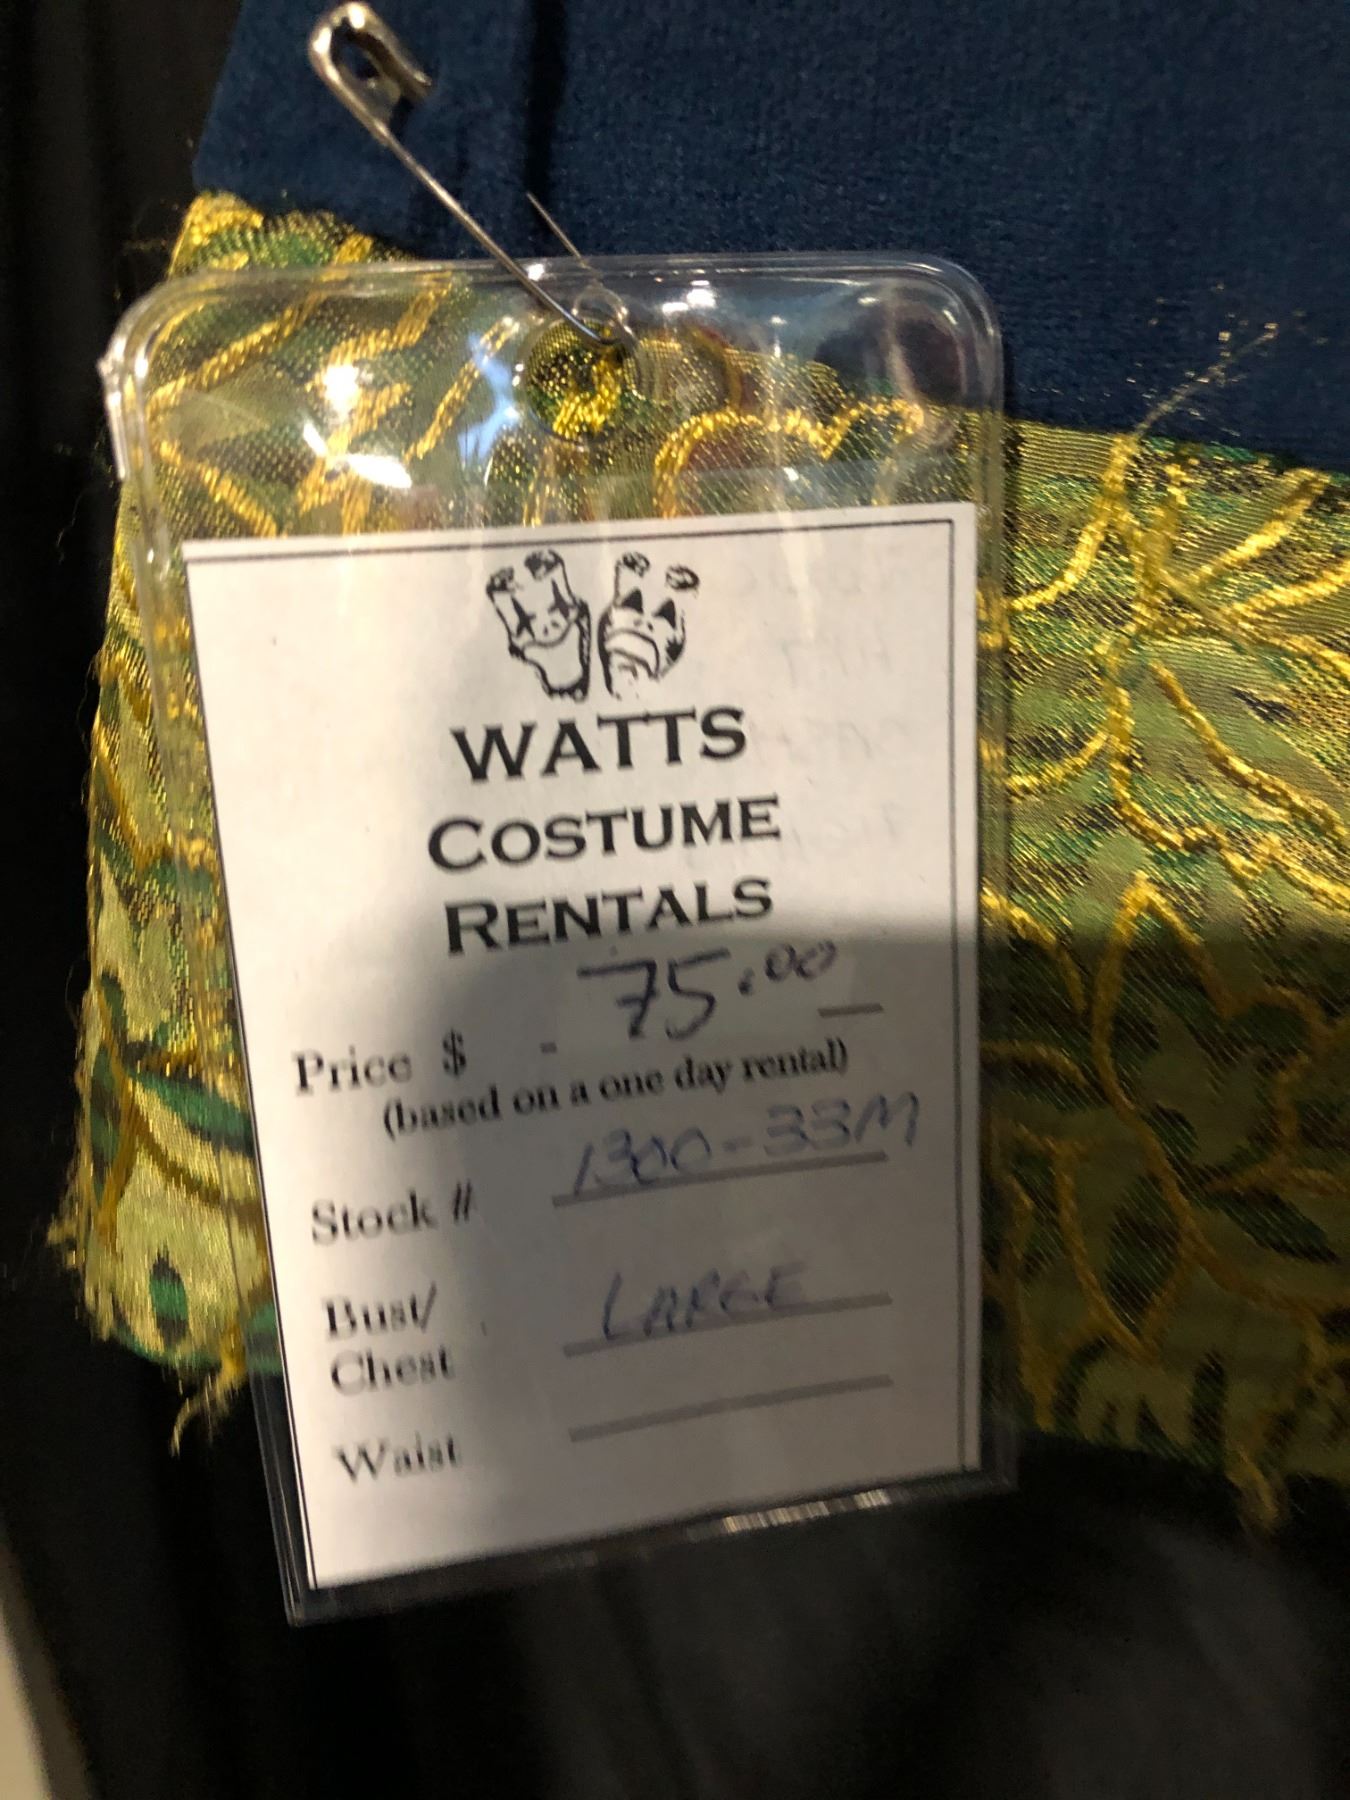 WATTS
COSTUME
RENTALS
Price $ 75.00
(based on a one day rental)
Stock # 1300-33M
Bust/ LARGE
Chest
Waist